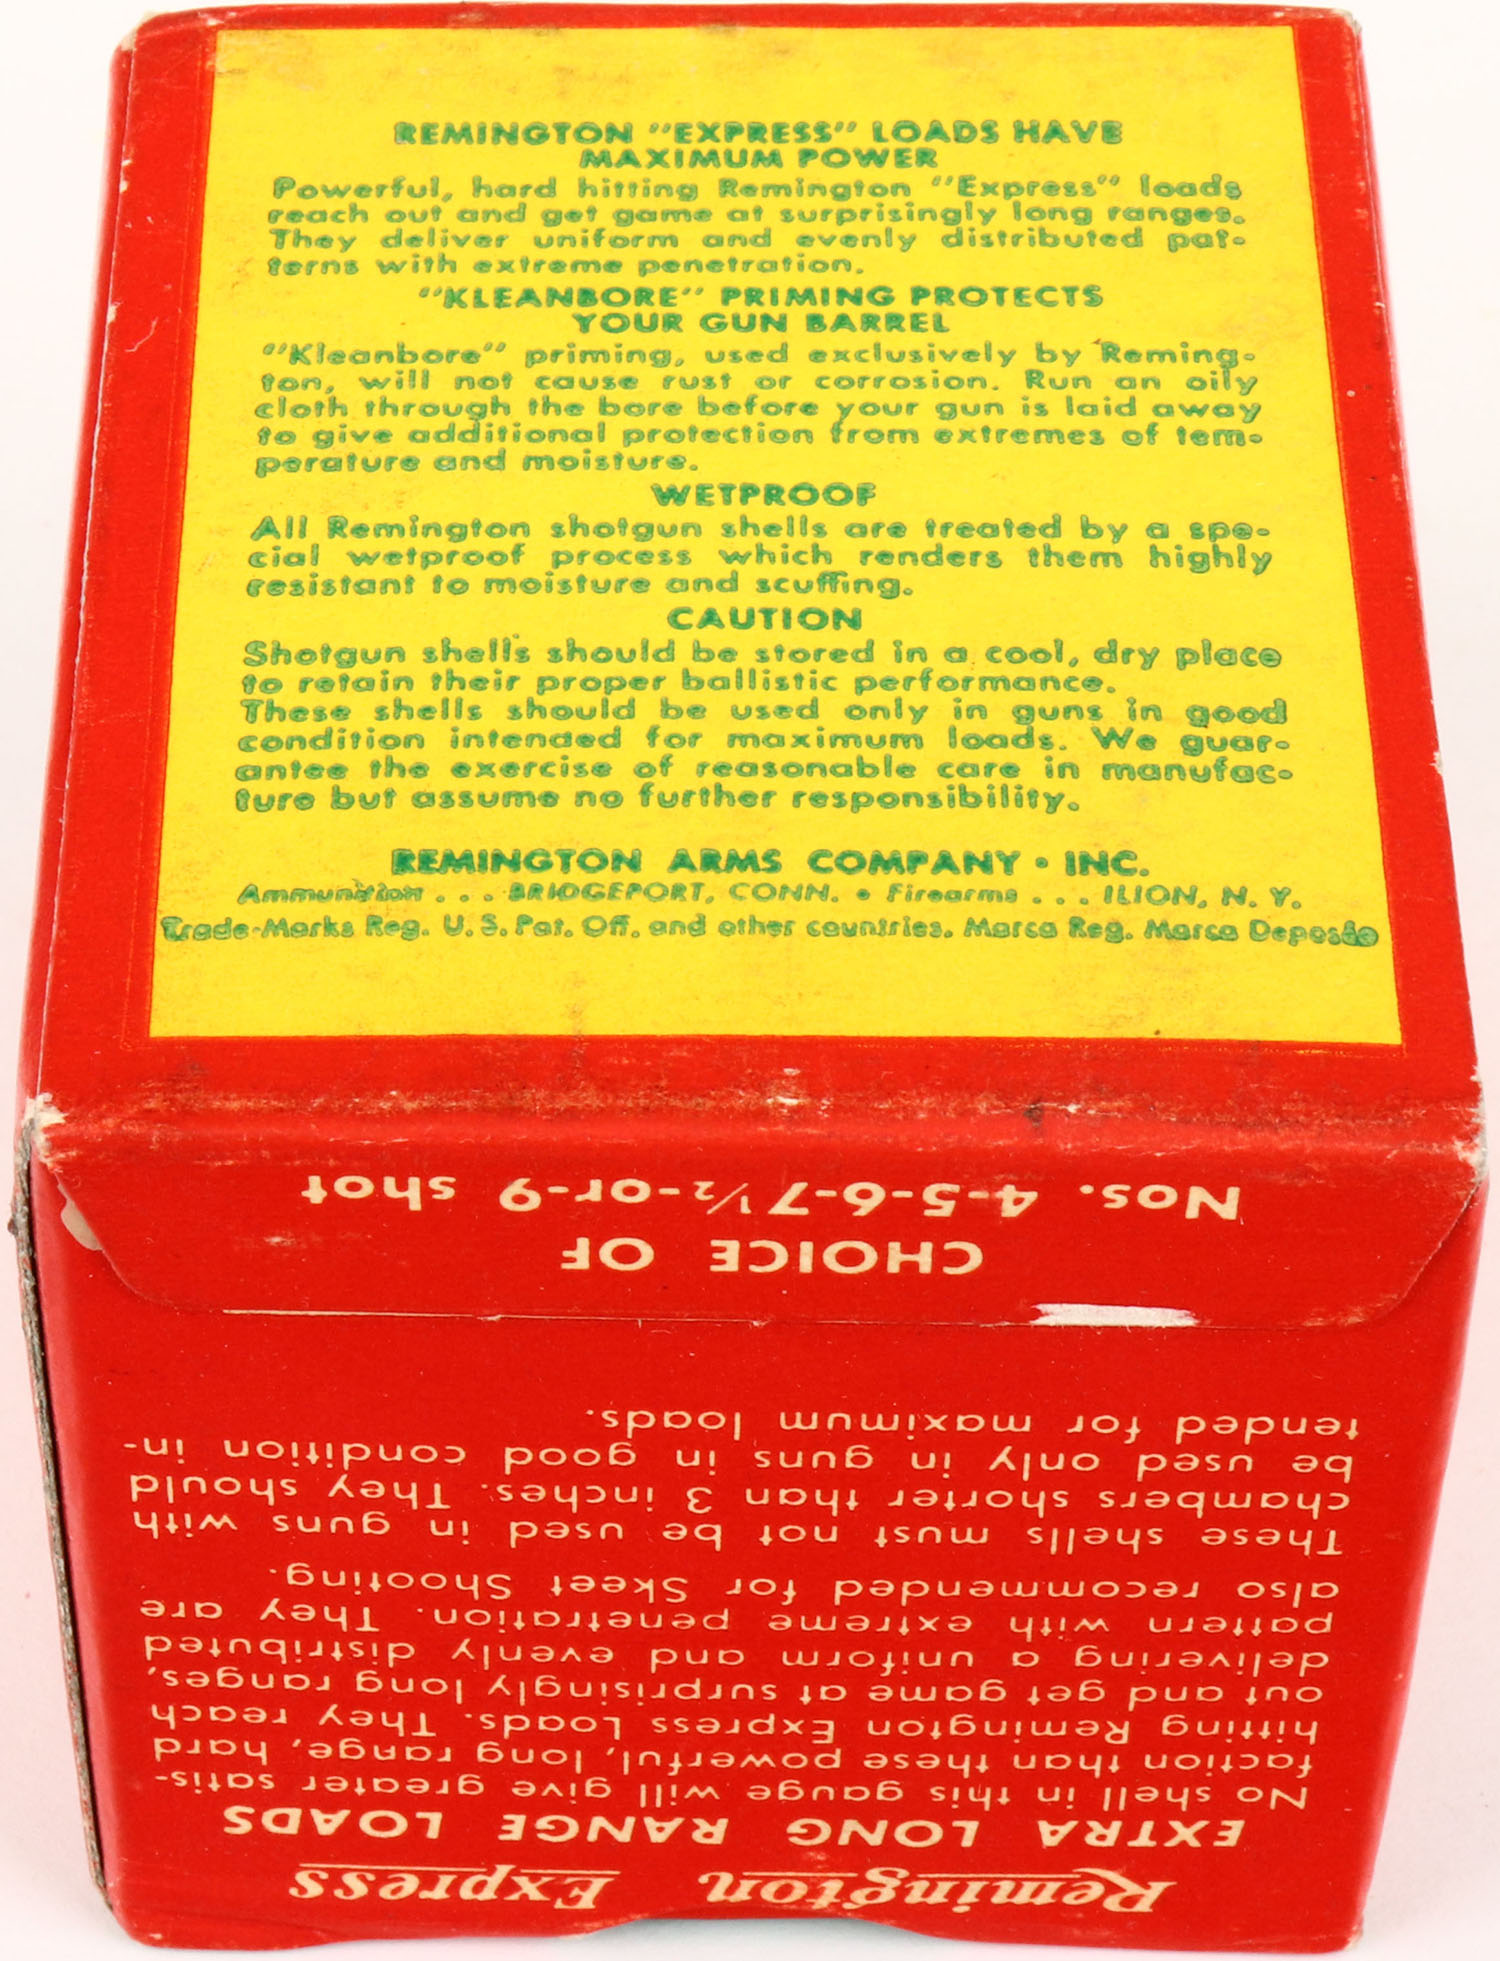 REMINGTON "EXPRESS" LOADS HAVE
MAXIMUM POWER
Powerful, hard hitting Remington "Express" loads
reach out and get game at surprisingly long ranges.
They deliver uniform and evenly distributed pat-
terns with extreme penetration.
"KLEANBORE" PRIMING PROTECTS
YOUR GUN BARREL
"Kleanbore" priming, used exclusively by Reming-
ton, will not cause rust or corrosion. Run an oily
cloth through the bore before your gun is laid away
to give additional protection from extremes of tem-
perature and moisture.
WETPROOF
All Remington shotgun shells are treated by a spe-
cial wetproof process which renders them highly
resistant to moisture and scuffing.
CAUTION
Shotgun shells should be stored in a cool, dry place
to retain their proper ballistic performance.
These shells should be used only in guns in good
condition intended for maximum loads. We guar-
antee the exercise of reasonable care in manufac-
ture but assume no further responsibility.
REMINGTON ARMS COMPANY • INC.
Ammunition . . . BRIDGEPORT, CONN. • Firearms . . . ILION, N. Y.
Trade-Marks Reg. U. S. Pat. Off. and other countries. Marca Reg. Marca Deposée
Remington Express
EXTRA LONG RANGE LOADS
No shell in this gauge will give greater satis-
faction than these powerful, long range, hard
hitting Remington Express Loads. They reach
out and get game at surprisingly long ranges,
delivering a uniform and evenly distributed
pattern with extreme penetration. They are
also recommended for Skeet Shooting.
These shells must not be used in guns with
chambers shorter than 3 inches. They should
be used only in guns in good condition in-
tended for maximum loads.
CHOICE OF
Nos. 4-5-6-7½-or-9 shot